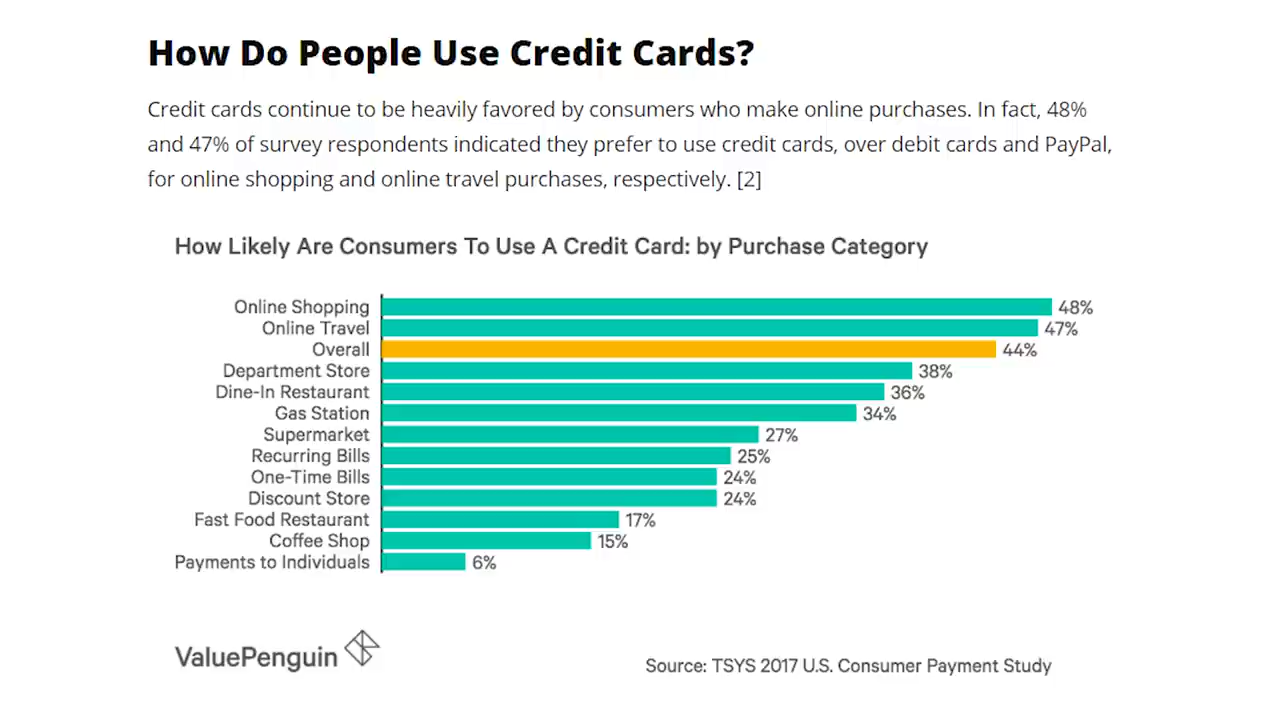 How Do People Use Credit Cards?
Credit cards continue to be heavily favored by consumers who make online purchases. In fact, 48%
and 47% of survey respondents indicated they prefer to use credit cards, over debit cards and PayPal,
for online shopping and online travel purchases, respectively. [2]
How Likely Are Consumers To Use A Credit Card: by Purchase Category
Online Shopping 48%
Online Travel 47%
Overall 44%
Department Store 38%
Dine-In Restaurant 36%
Gas Station 34%
Supermarket 27%
Recurring Bills 25%
One-Time Bills 24%
Discount Store 24%
Fast Food Restaurant 17%
Coffee Shop 15%
Payments to Individuals 6%
ValuePenguin
Source: TSYS 2017 U.S. Consumer Payment Study